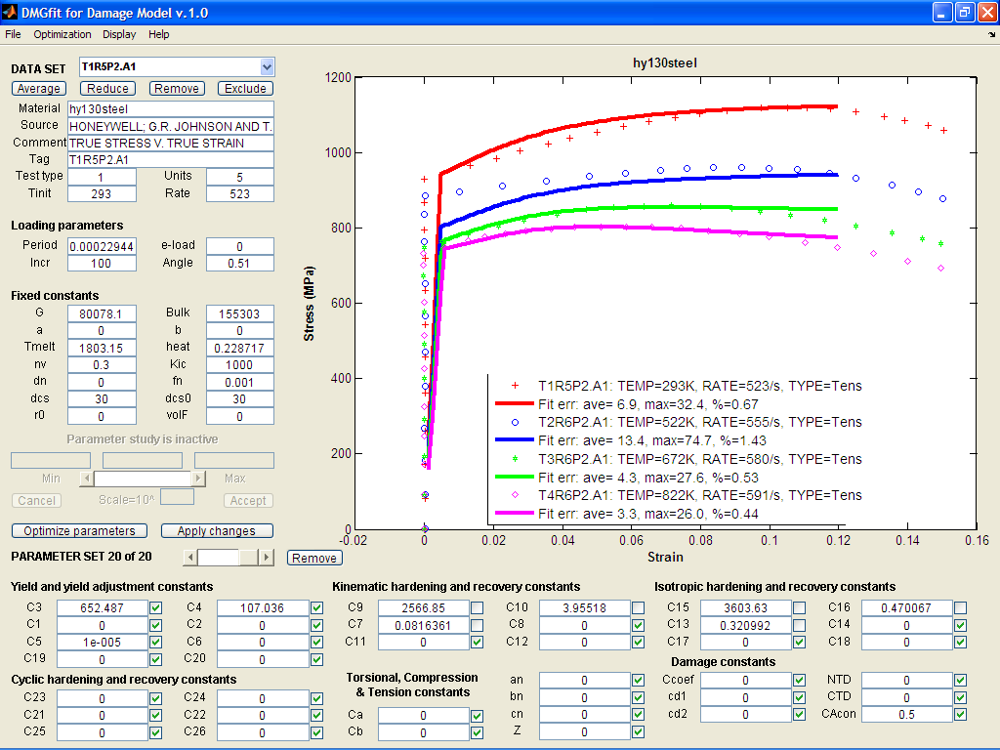 DMGfit for Damage Model v.1.0
File Optimization Display Help
DATA SET T1R5P2.A1
Average Reduce Remove Exclude
Material hy130steel
Source HONEYWELL; G.R. JOHNSON AND T.
Comment TRUE STRESS V. TRUE STRAIN
Tag T1R5P2.A1
Test type 1 Units 5
Tinit 293 Rate 523
Loading parameters
Period 0.00022944 e-load 0
Incr 100 Angle 0.51
Fixed constants
G 80078.1 Bulk 155303
a 0 b 0
Tmelt 1803.15 heat 0.228717
nv 0.3 Kic 1000
dn 0 fn 0.001
dcs 30 dcs0 30
r0 0 volF 0
Parameter study is inactive
Min Max
Cancel Scale=10^ Accept
Optimize parameters Apply changes
PARAMETER SET 20 of 20 Remove
hy130steel
1200
1000
800
600
400
200
0
Stress (MPa)
-0.02 0 0.02 0.04 0.06 0.08 0.1 0.12 0.14 0.16
Strain
T1R5P2.A1: TEMP=293K, RATE=523/s, TYPE=Tens
Fit err: ave= 6.9, max=32.4, %=0.67
T2R6P2.A1: TEMP=522K, RATE=555/s, TYPE=Tens
Fit err: ave= 13.4, max=74.7, %=1.43
T3R6P2.A1: TEMP=672K, RATE=580/s, TYPE=Tens
Fit err: ave= 4.3, max=27.6, %=0.53
T4R6P2.A1: TEMP=822K, RATE=591/s, TYPE=Tens
Fit err: ave= 3.3, max=26.0, %=0.44
Yield and yield adjustment constants
C3 652.487 C4 107.036
C1 0 C2 0
C5 1e-005 C6 0
C19 0 C20 0
Cyclic hardening and recovery constants
C23 0 C24 0
C21 0 C22 0
C25 0 C26 0
Kinematic hardening and recovery constants
C9 2566.85 C10 3.95518
C7 0.0816361 C8 0
C11 0 C12 0
Torsional, Compression
& Tension constants
Ca 0
Cb 0
an 0
bn 0
cn 0
Z 0
Isotropic hardening and recovery constants
C15 3603.63 C16 0.470067
C13 0.320992 C14 0
C17 0 C18 0
Damage constants
Ccoef 0 NTD 0
cd1 0 CTD 0
cd2 0 CAcon 0.5